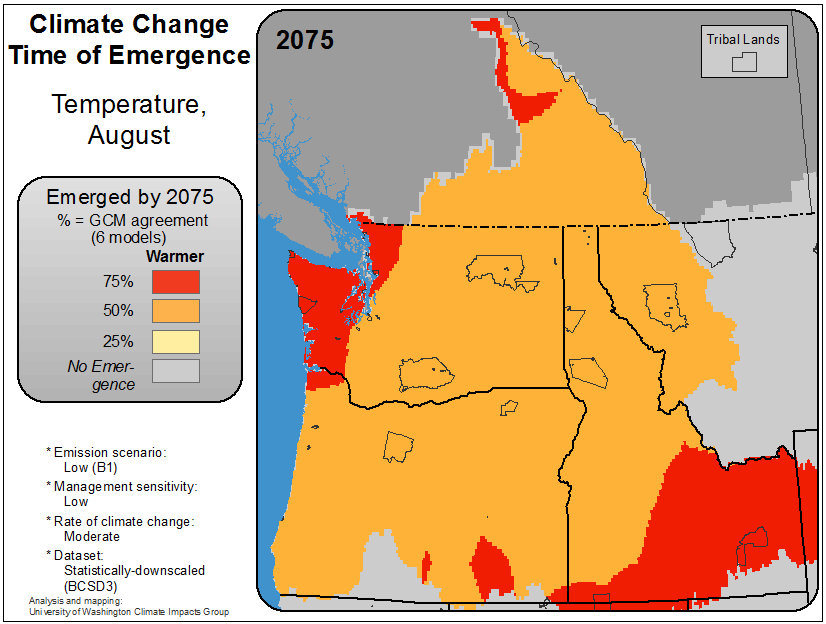 Climate Change
Time of Emergence
Temperature,
August
Emerged by 2075
% = GCM agreement
(6 models)
Warmer
75%
50%
25%
No Emer-
gence
* Emission scenario:
Low (B1)
* Management sensitivity:
Low
* Rate of climate change:
Moderate
* Dataset:
Statistically-downscaled
(BCSD3)
Analysis and mapping:
University of Washington Climate Impacts Group
2075
Tribal Lands